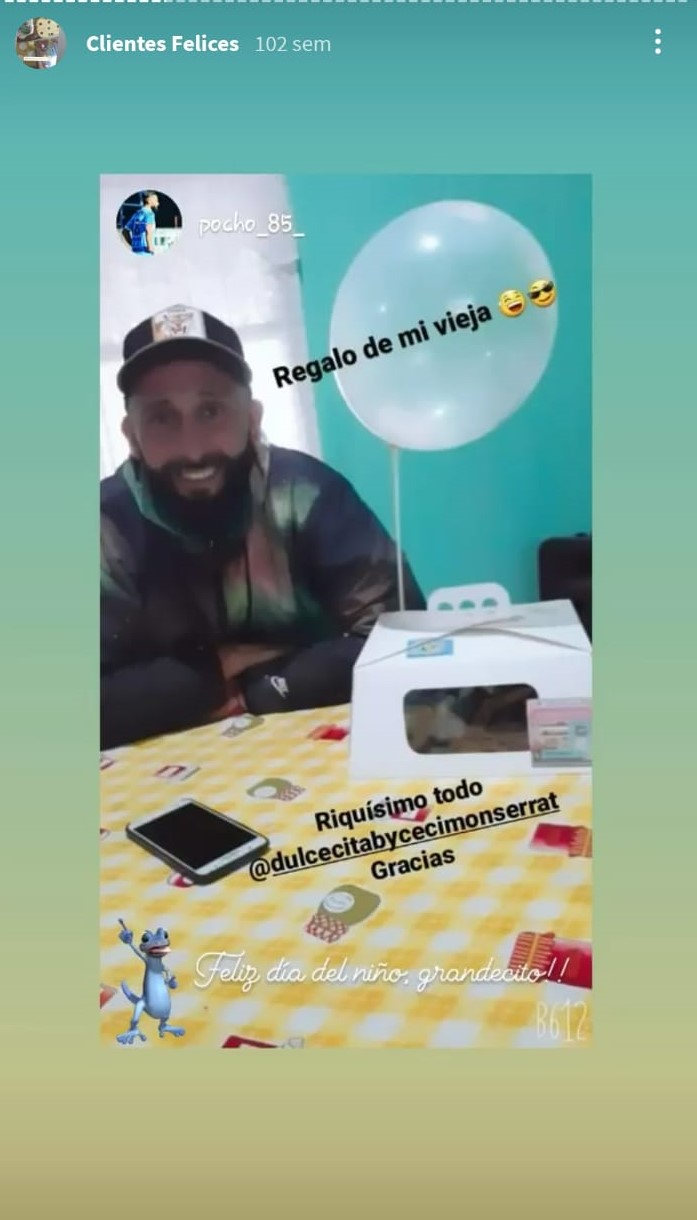 Clientes Felices 102 sem
pocho_85_
Regalo de mi vieja 😅😎
Riquísimo todo
@dulcecitabycecimonserrat
Gracias
Feliz día del niño, grandecito!!
B612